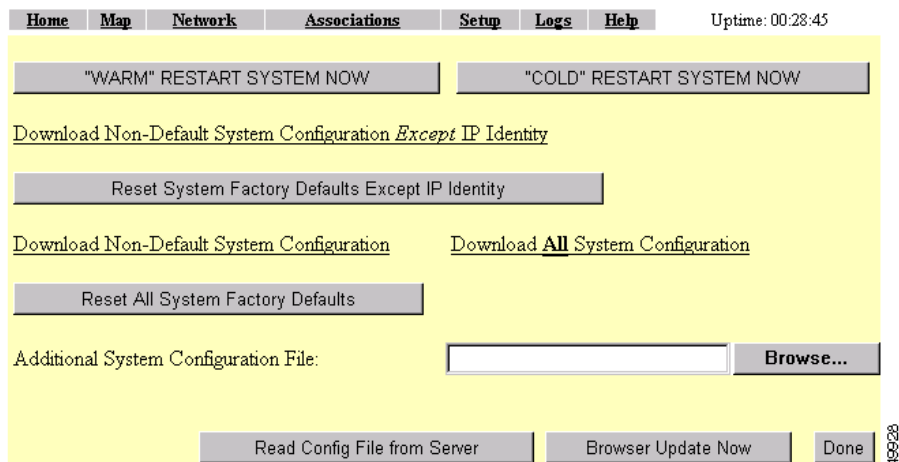 Home Map Network Associations Setup Logs Help Uptime: 00:28:45
"WARM" RESTART SYSTEM NOW "COLD" RESTART SYSTEM NOW
Download Non-Default System Configuration Except IP Identity
Reset System Factory Defaults Except IP Identity
Download Non-Default System Configuration Download All System Configuration
Reset All System Factory Defaults
Additional System Configuration File: Browse...
Read Config File from Server Browser Update Now Done
49928